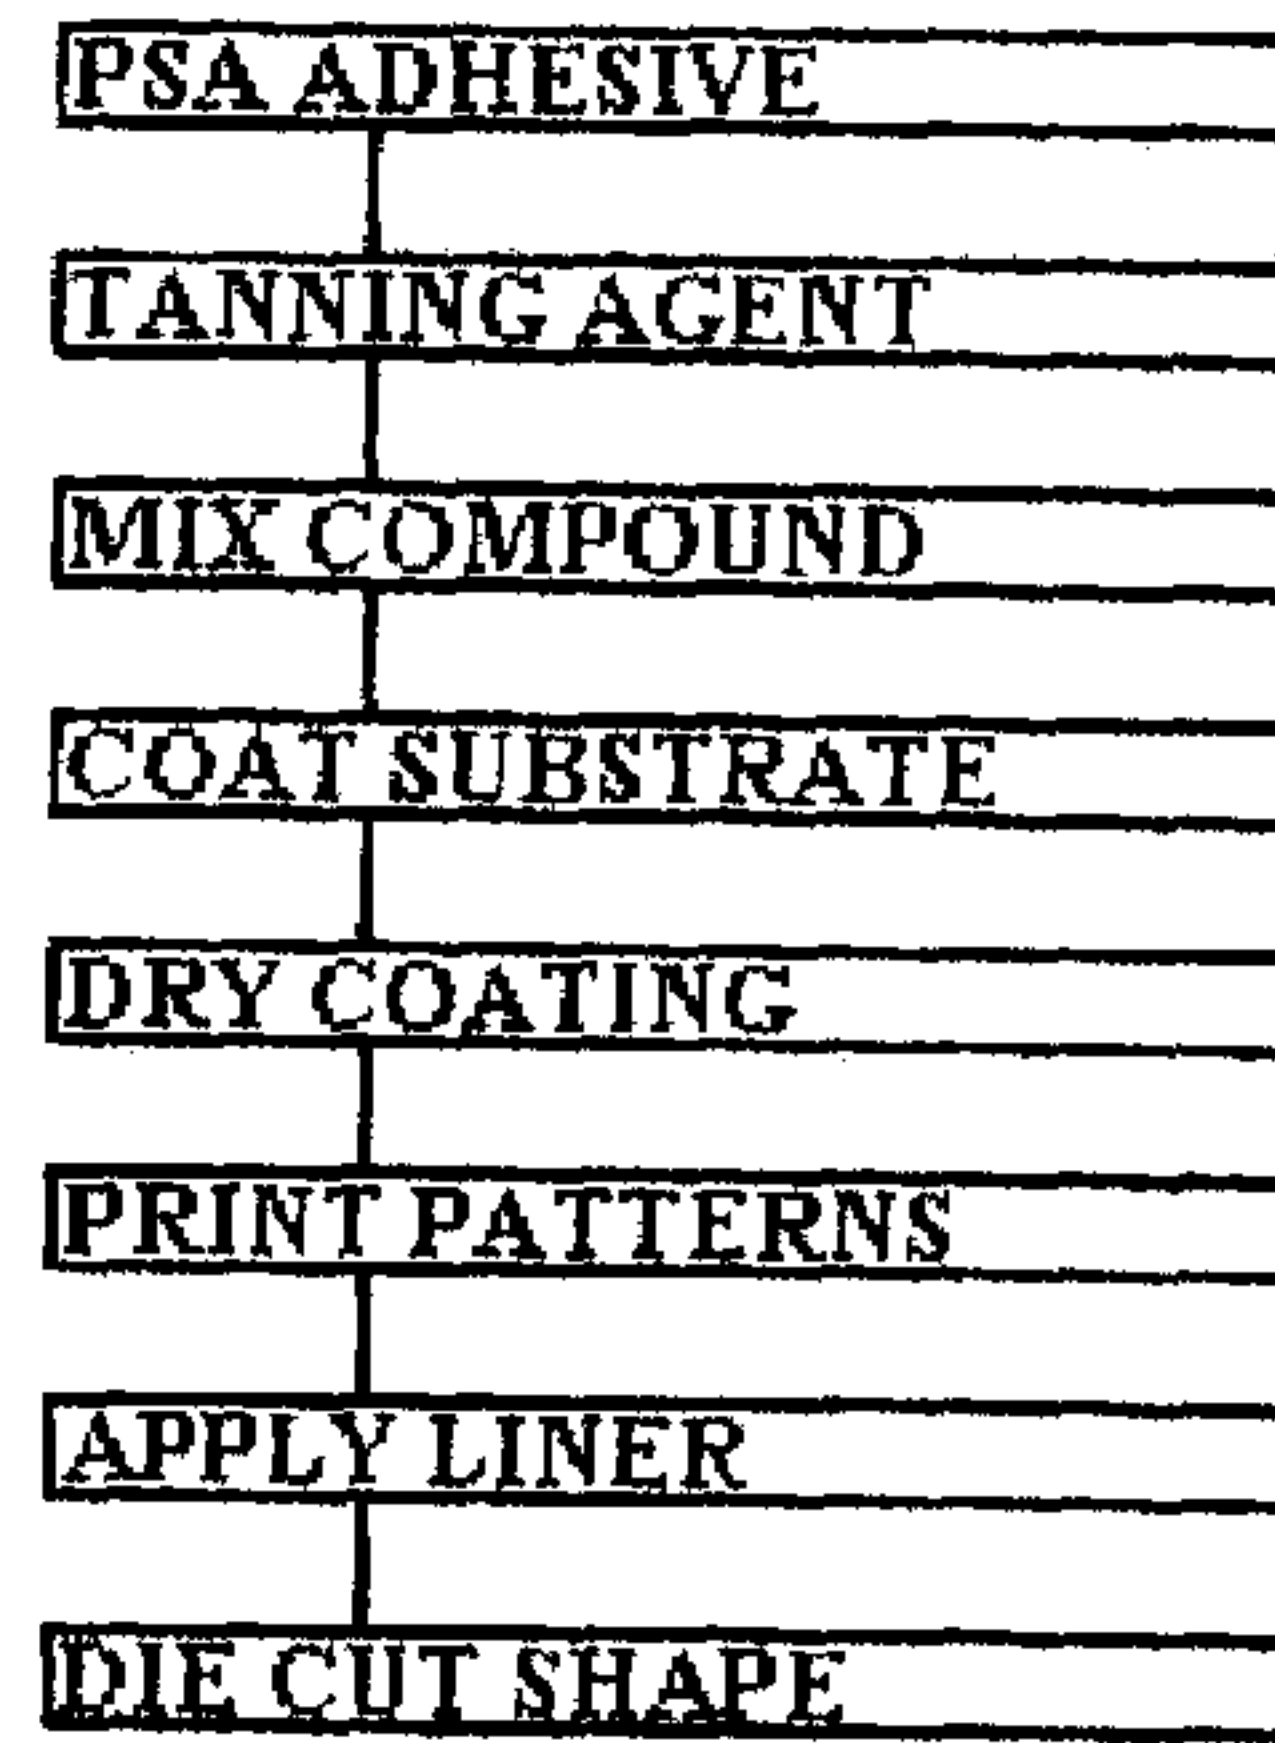 PSA ADHESIVE
TANNING AGENT
MIX COMPOUND
COAT SUBSTRATE
DRY COATING
PRINT PATTERNS
APPLY LINER
DIE CUT SHAPE